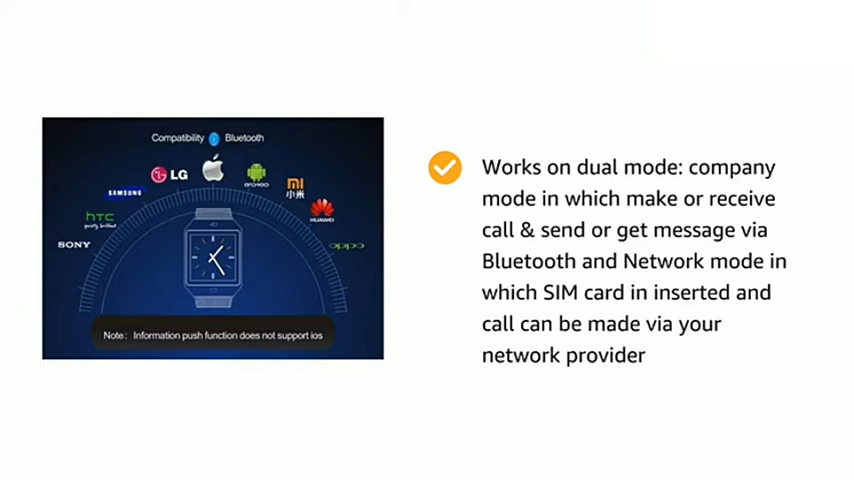 Compatibility Bluetooth
LG
ANDROID
SAMSUNG
小米
HTC
quietly brilliant
HUAWEI
SONY
oppo
Note: Information push function does not support ios
Works on dual mode: company
mode in which make or receive
call & send or get message via
Bluetooth and Network mode in
which SIM card in inserted and
call can be made via your
network provider